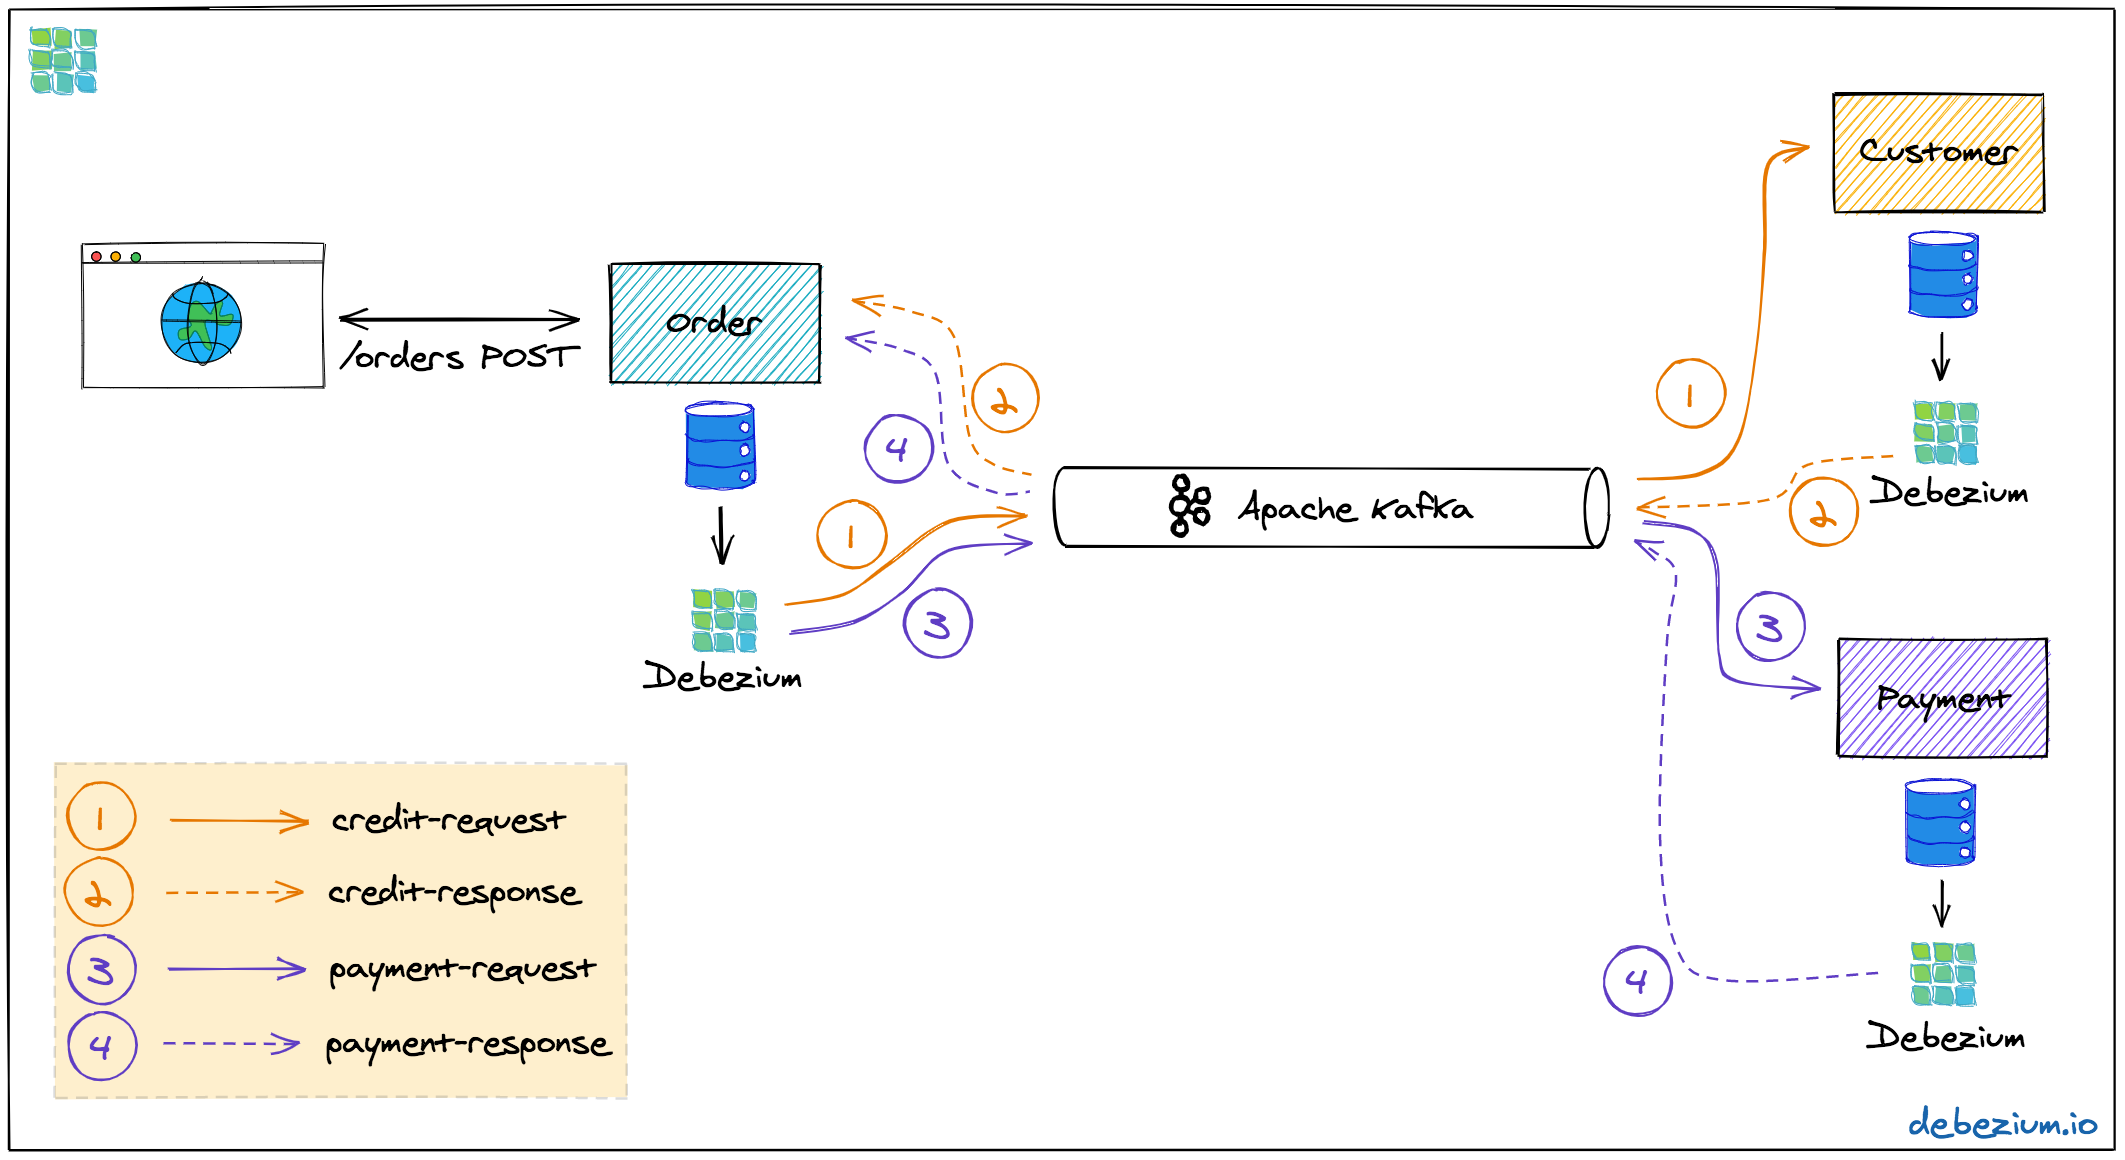 Customer
Order
/orders POST
2
1
4
Apache Kafka
Debezium
2
1
3
3
Debezium
Payment
1
credit-request
2
credit-response
3
payment-request
4
payment-response
4
Debezium
debezium.io